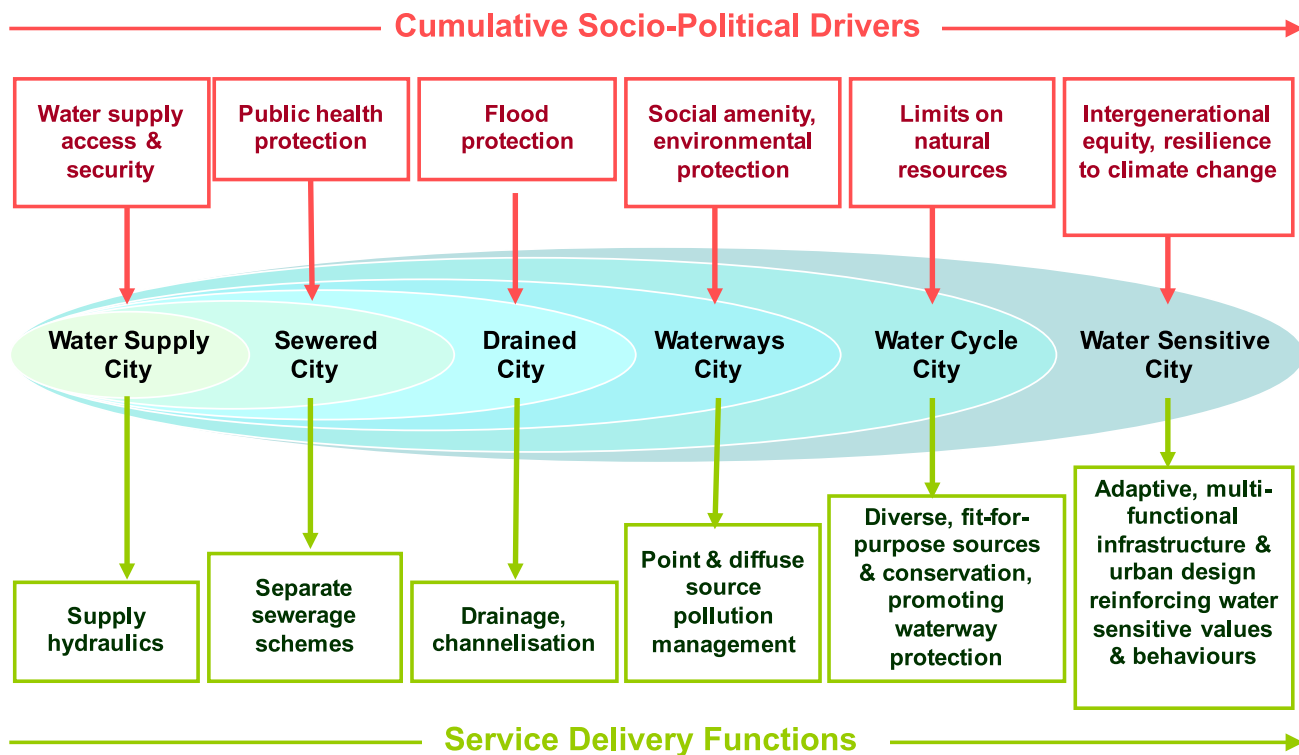 Cumulative Socio-Political Drivers
Water supply
access &
security
Public health
protection
Flood
protection
Social amenity,
environmental
protection
Limits on
natural
resources
Intergenerational
equity, resilience
to climate change
Water Supply
City
Sewered
City
Drained
City
Waterways
City
Water Cycle
City
Water Sensitive
City
Supply
hydraulics
Separate
sewerage
schemes
Drainage,
channelisation
Point & diffuse
source
pollution
management
Diverse, fit-for-
purpose sources
& conservation,
promoting
waterway
protection
Adaptive, multi-
functional
infrastructure &
urban design
reinforcing water
sensitive values
& behaviours
Service Delivery Functions